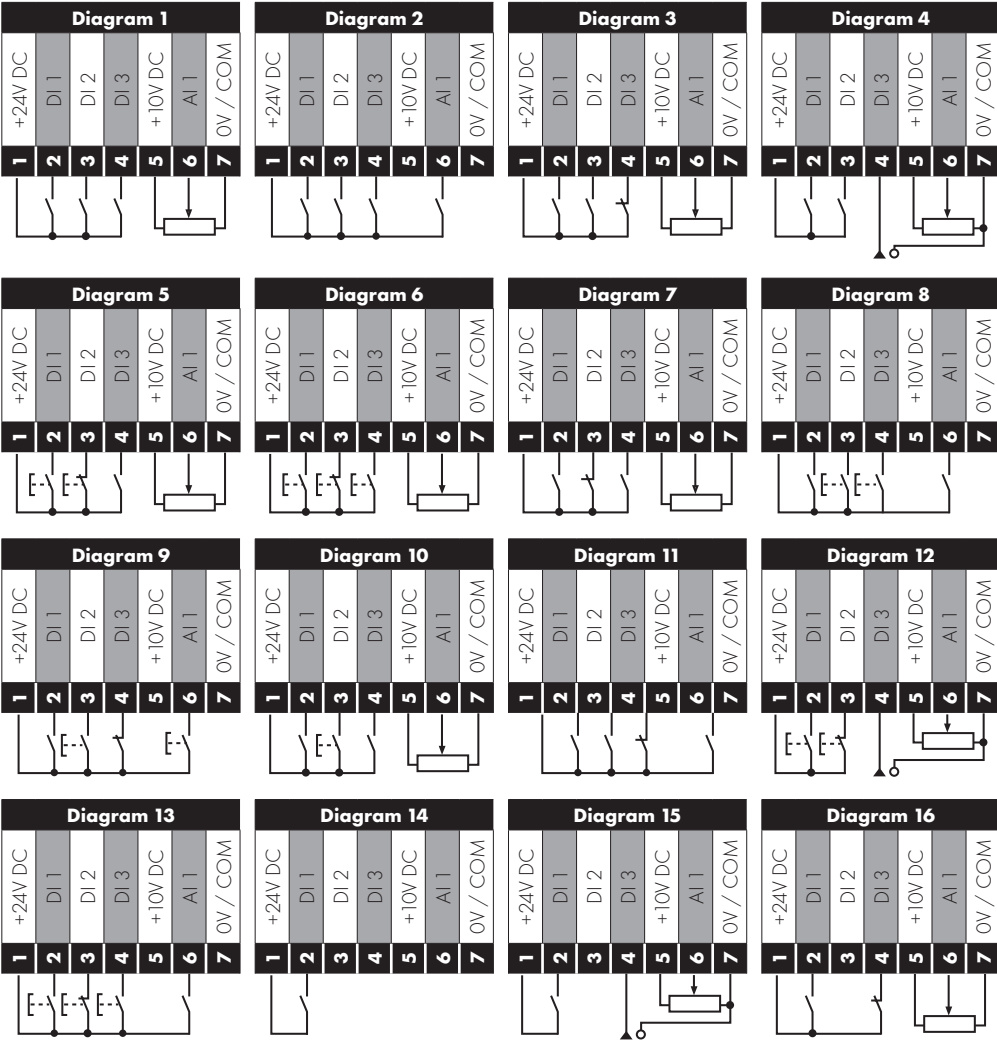 Diagram 1
+24V DC
DI 1
DI 2
DI 3
+10V DC
AI 1
0V / COM
1 2 3 4 5 6 7
Diagram 2
+24V DC
DI 1
DI 2
DI 3
+10V DC
AI 1
0V / COM
1 2 3 4 5 6 7
Diagram 3
+24V DC
DI 1
DI 2
DI 3
+10V DC
AI 1
0V / COM
1 2 3 4 5 6 7
Diagram 4
+24V DC
DI 1
DI 2
DI 3
+10V DC
AI 1
0V / COM
1 2 3 4 5 6 7
Diagram 5
+24V DC
DI 1
DI 2
DI 3
+10V DC
AI 1
0V / COM
1 2 3 4 5 6 7
Diagram 6
+24V DC
DI 1
DI 2
DI 3
+10V DC
AI 1
0V / COM
1 2 3 4 5 6 7
Diagram 7
+24V DC
DI 1
DI 2
DI 3
+10V DC
AI 1
0V / COM
1 2 3 4 5 6 7
Diagram 8
+24V DC
DI 1
DI 2
DI 3
+10V DC
AI 1
0V / COM
1 2 3 4 5 6 7
Diagram 9
+24V DC
DI 1
DI 2
DI 3
+10V DC
AI 1
0V / COM
1 2 3 4 5 6 7
Diagram 10
+24V DC
DI 1
DI 2
DI 3
+10V DC
AI 1
0V / COM
1 2 3 4 5 6 7
Diagram 11
+24V DC
DI 1
DI 2
DI 3
+10V DC
AI 1
0V / COM
1 2 3 4 5 6 7
Diagram 12
+24V DC
DI 1
DI 2
DI 3
+10V DC
AI 1
0V / COM
1 2 3 4 5 6 7
Diagram 13
+24V DC
DI 1
DI 2
DI 3
+10V DC
AI 1
0V / COM
1 2 3 4 5 6 7
Diagram 14
+24V DC
DI 1
DI 2
DI 3
+10V DC
AI 1
0V / COM
1 2 3 4 5 6 7
Diagram 15
+24V DC
DI 1
DI 2
DI 3
+10V DC
AI 1
0V / COM
1 2 3 4 5 6 7
Diagram 16
+24V DC
DI 1
DI 2
DI 3
+10V DC
AI 1
0V / COM
1 2 3 4 5 6 7